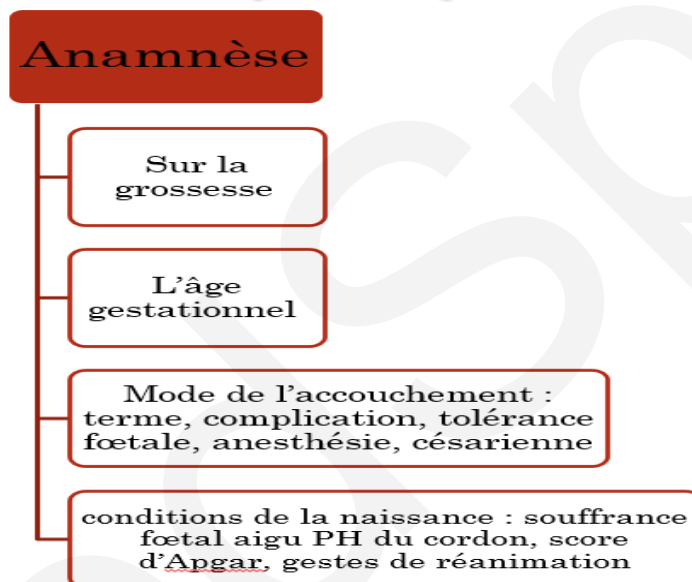 Anamnèse
Sur la
grossesse
L'âge
gestationnel
Mode de l'accouchement :
terme, complication, tolérance
fœtale, anesthésie, césarienne
conditions de la naissance : souffrance
fœtal aigu PH du cordon, score
d'Apgar, gestes de réanimation